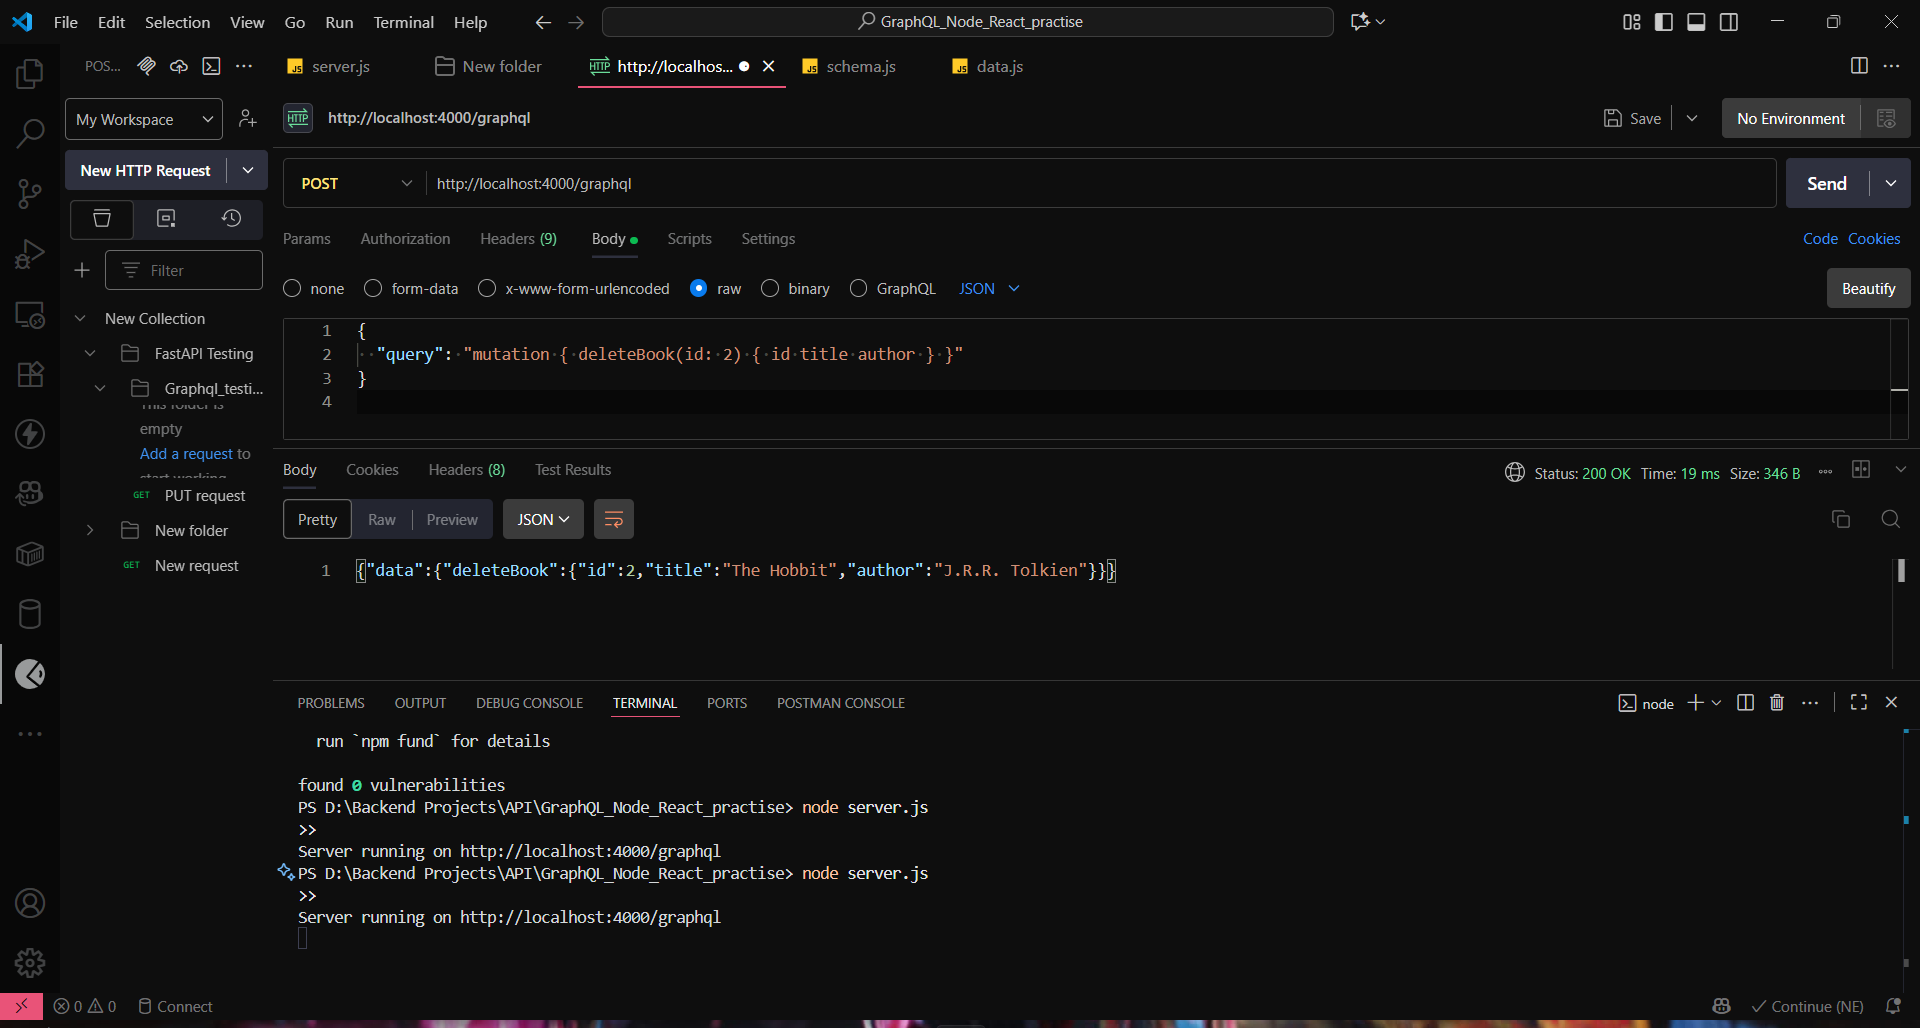 File Edit Selection View Go Run Terminal Help
GraphQL_Node_React_practise
POS...
server.js
New folder
HTTP http://localhos...
schema.js
data.js
My Workspace
HTTP http://localhost:4000/graphql
Save
No Environment
New HTTP Request
POST http://localhost:4000/graphql
Send
Params Authorization Headers (9) Body Scripts Settings
Code Cookies
Filter
none form-data x-www-form-urlencoded raw binary GraphQL JSON
Beautify
New Collection
FastAPI Testing
Graphql_testi...
This folder is
empty
Add a request to
start working
GET PUT request
New folder
GET New request
1 {
2 "query": "mutation { deleteBook(id: 2) { id title author } }"
3 }
4
Body Cookies Headers (8) Test Results
Status: 200 OK Time: 19 ms Size: 346 B
Pretty Raw Preview JSON
1 {"data":{"deleteBook":{"id":2,"title":"The Hobbit","author":"J.R.R. Tolkien"}}}
PROBLEMS OUTPUT DEBUG CONSOLE TERMINAL PORTS POSTMAN CONSOLE
node
run `npm fund` for details
found 0 vulnerabilities
PS D:\Backend Projects\API\GraphQL_Node_React_practise> node server.js
>>
Server running on http://localhost:4000/graphql
PS D:\Backend Projects\API\GraphQL_Node_React_practise> node server.js
>>
Server running on http://localhost:4000/graphql
0 0 Connect
Continue (NE)